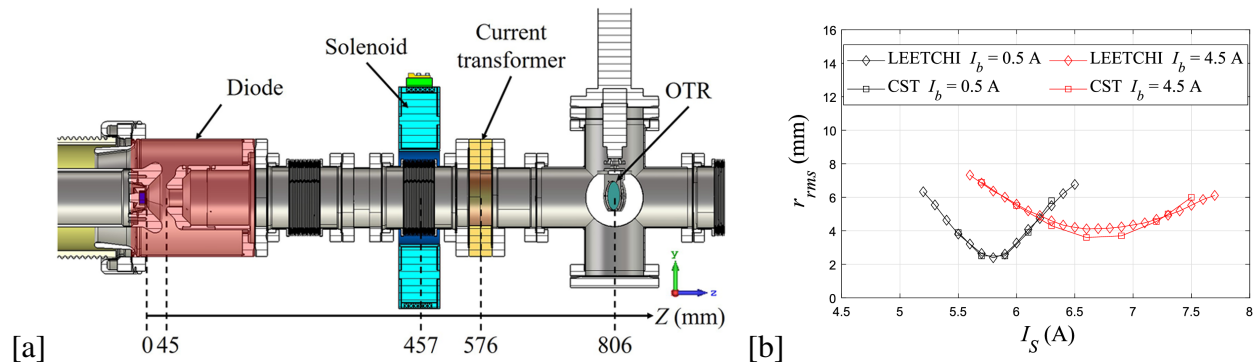 Solenoid
Current
transformer
Diode
OTR
y
z
Z (mm)
0 45 457 576 806
[a]
[b]
16
14
12
10
8
6
4
2
0
r_rms (mm)
LEETCHI I_b = 0.5 A
CST I_b = 0.5 A
LEETCHI I_b = 4.5 A
CST I_b = 4.5 A
4.5 5 5.5 6 6.5 7 7.5 8
I_S (A)